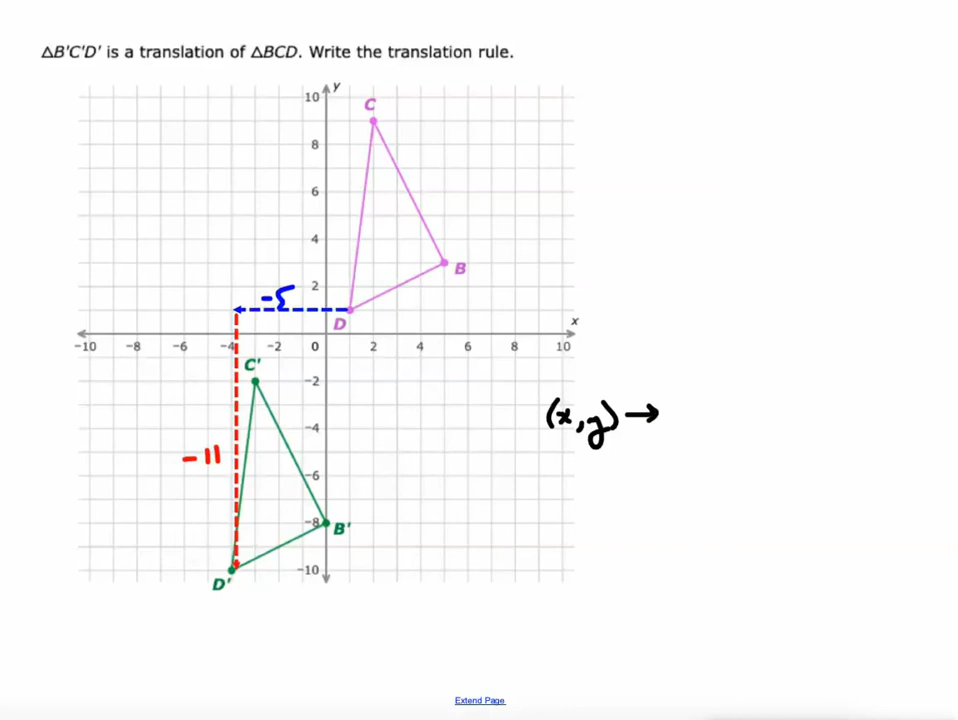 △B'C'D' is a translation of △BCD. Write the translation rule.
10 y
C
8
6
4
B
2
-5
D
x
-10 -8 -6 -4 -2 0 2 4 6 8 10
C'
-2
(x,y) →
-4
-11
-6
-8 B'
-10
D'
Extend Page